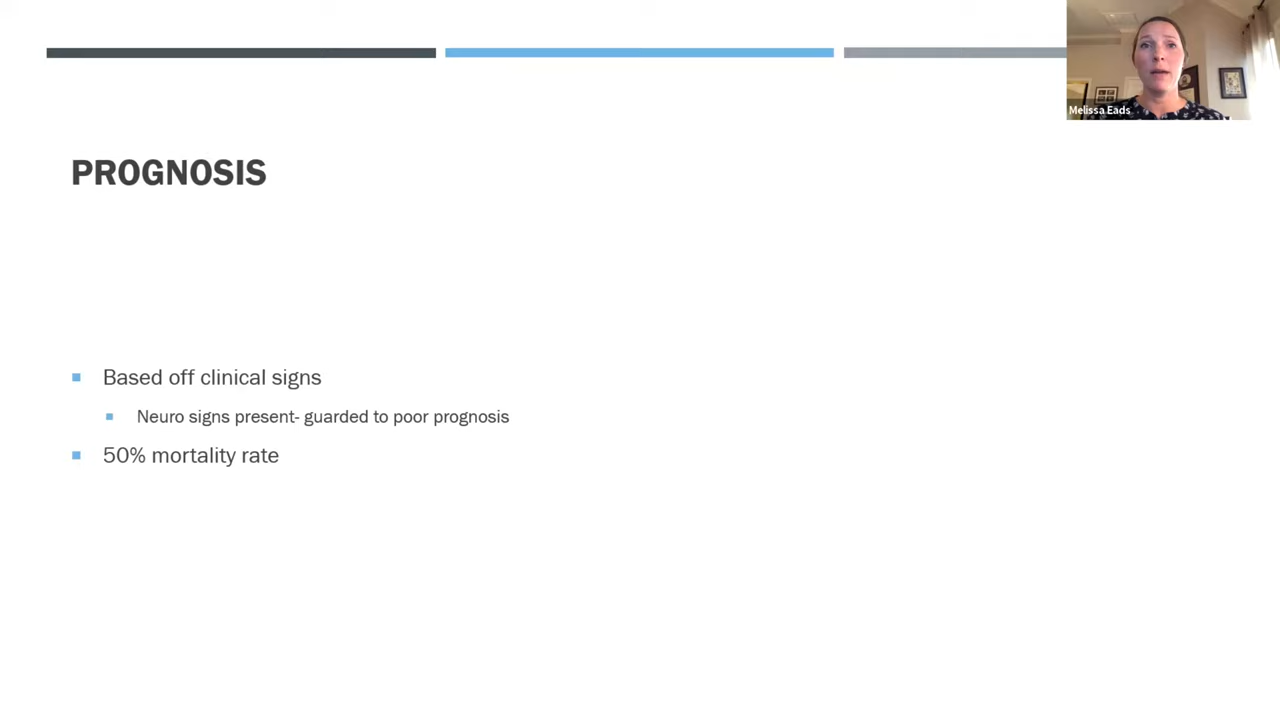 Melissa Eads
PROGNOSIS
Based off clinical signs
Neuro signs present- guarded to poor prognosis
50% mortality rate